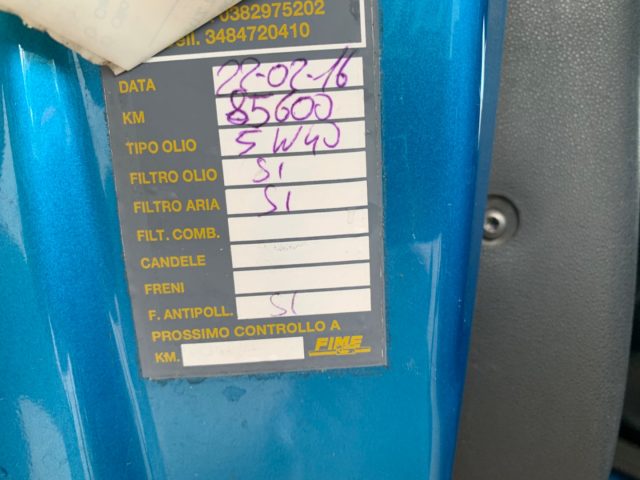 0382975202
3484720410
DATA 22-02-16
KM 85600
TIPO OLIO 5W40
FILTRO OLIO SI
FILTRO ARIA SI
FILT. COMB.
CANDELE
FRENI
F. ANTIPOLL. SI
PROSSIMO CONTROLLO A
KM. FIME